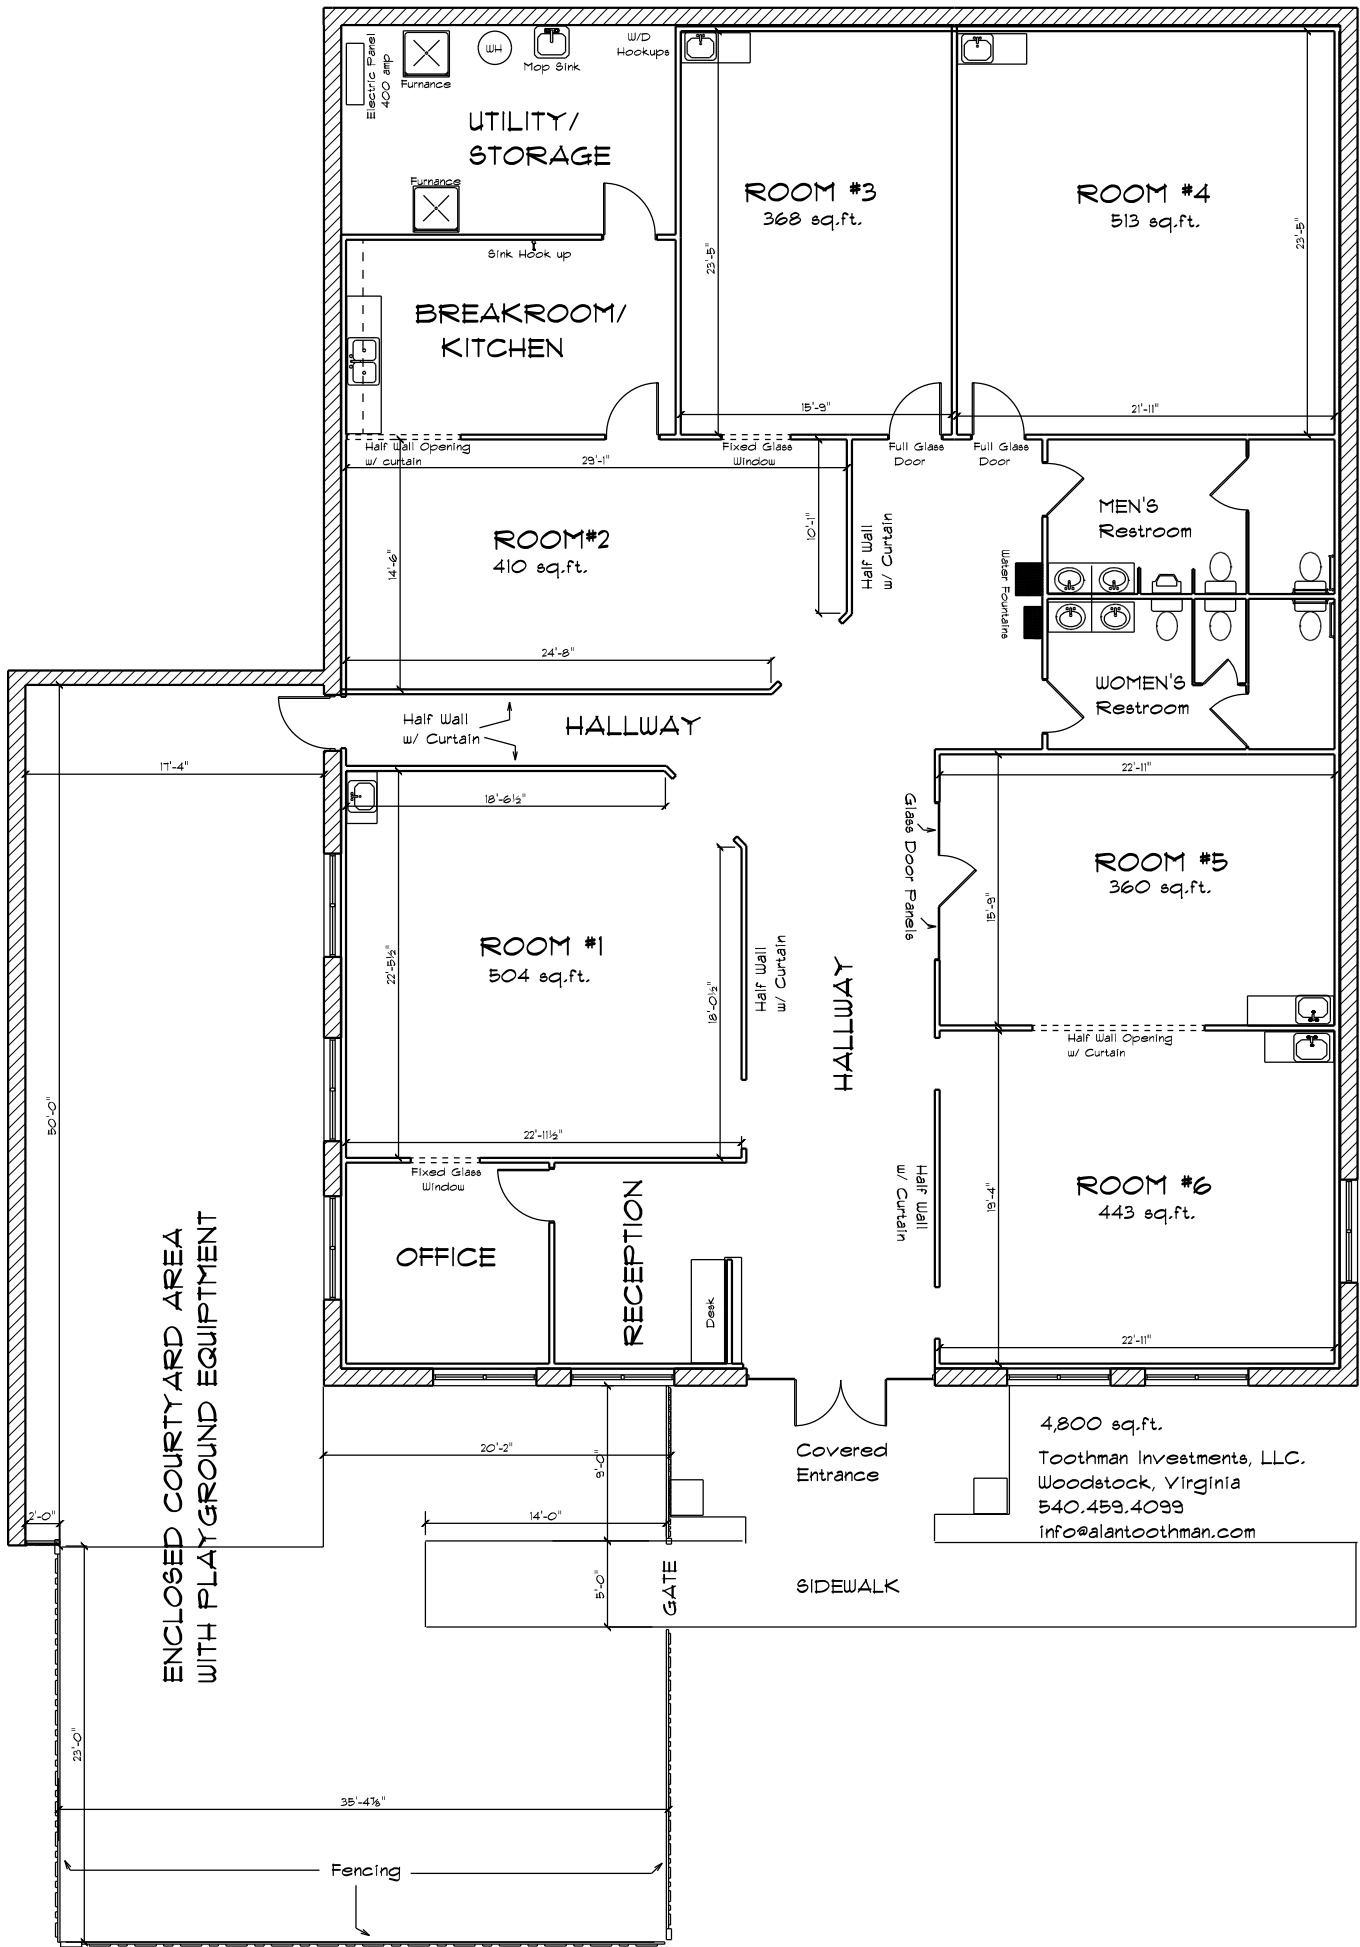 Electric Panel
400 amp
Furnance
WH
Mop Sink
W/D
Hookups
UTILITY/
STORAGE
Furnance
Sink Hook up
BREAKROOM/
KITCHEN
ROOM #3
368 sq.ft.
23'-5"
15'-9"
ROOM #4
513 sq.ft.
23'-5"
21'-11"
Half Wall Opening
w/ curtain
29'-1"
Fixed Glass
Window
Full Glass
Door
Full Glass
Door
ROOM#2
410 sq.ft.
14'-6"
10'-1"
Half Wall
w/ Curtain
24'-8"
MEN'S
Restroom
Water Fountains
WOMEN'S
Restroom
Half Wall
w/ Curtain
HALLWAY
17'-4"
18'-6½"
22'-11"
Glass Door Panels
ROOM #5
360 sq.ft.
15'-9"
ROOM #1
504 sq.ft.
22'-5½"
18'-0½"
Half Wall
w/ Curtain
HALLWAY
22'-11½"
50'-0"
Half Wall Opening
w/ Curtain
Fixed Glass
Window
OFFICE
RECEPTION
Desk
Half Wall
w/ Curtain
ROOM #6
443 sq.ft.
19'-4"
22'-11"
ENCLOSED COURTYARD AREA
WITH PLAYGROUND EQUIPTMENT
20'-2"
9'-0"
2'-0"
14'-0"
5'-0"
GATE
Covered
Entrance
SIDEWALK
4,800 sq.ft.
Toothman Investments, LLC.
Woodstock, Virginia
540.459.4099
info@alantoothman.com
23'-0"
35'-4⅞"
Fencing